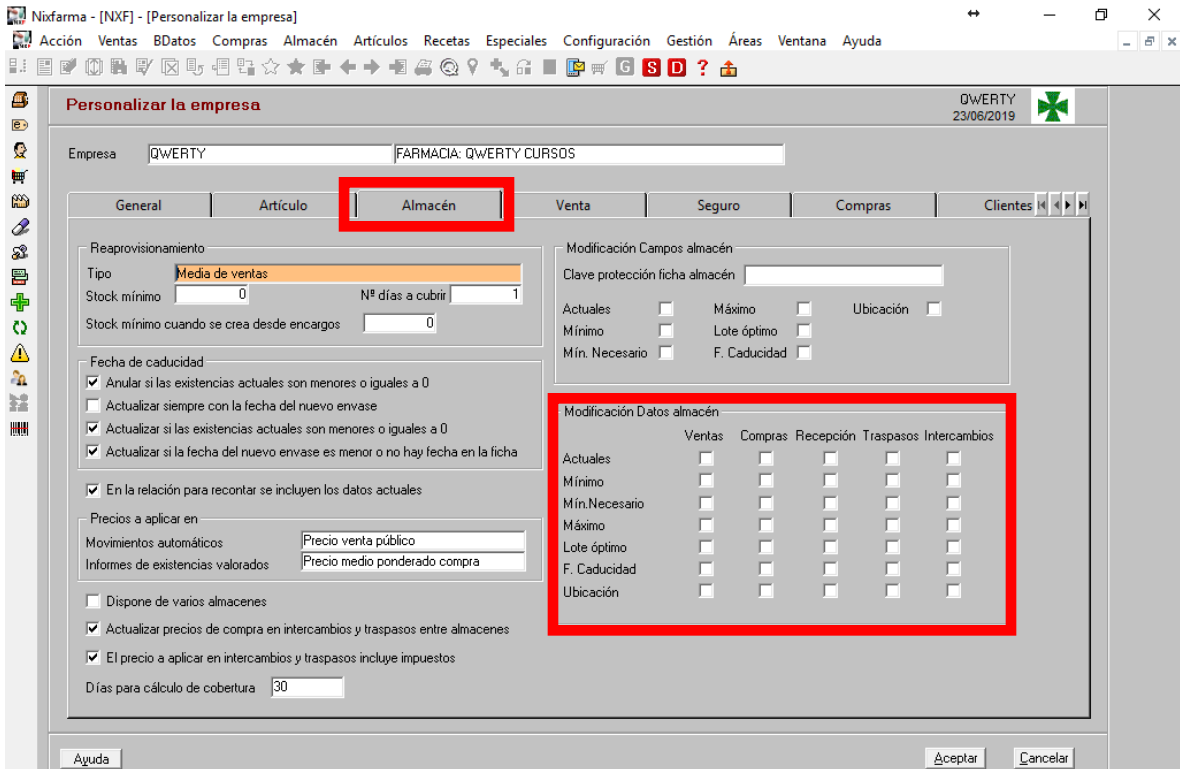 Nixfarma - [NXF] - [Personalizar la empresa]
Acción Ventas BDatos Compras Almacén Artículos Recetas Especiales Configuración Gestión Áreas Ventana Ayuda
G S D ?
Personalizar la empresa
QWERTY
23/06/2019
Empresa QWERTY FARMACIA: QWERTY CURSOS
General Artículo Almacén Venta Seguro Compras Clientes
Reaprovisionamiento
Tipo Media de ventas
Stock mínimo 0 Nº días a cubrir 1
Stock mínimo cuando se crea desde encargos 0
Fecha de caducidad
Anular si las existencias actuales son menores o iguales a 0
Actualizar siempre con la fecha del nuevo envase
Actualizar si las existencias actuales son menores o iguales a 0
Actualizar si la fecha del nuevo envase es menor o no hay fecha en la ficha
En la relación para recontar se incluyen los datos actuales
Precios a aplicar en
Movimientos automáticos Precio venta público
Informes de existencias valorados Precio medio ponderado compra
Dispone de varios almacenes
Actualizar precios de compra en intercambios y traspasos entre almacenes
El precio a aplicar en intercambios y traspasos incluye impuestos
Días para cálculo de cobertura 30
Modificación Campos almacén
Clave protección ficha almacén
Actuales Máximo Ubicación
Mínimo Lote óptimo
Mín. Necesario F. Caducidad
Modificación Datos almacén
Ventas Compras Recepción Traspasos Intercambios
Actuales
Mínimo
Mín.Necesario
Máximo
Lote óptimo
F. Caducidad
Ubicación
Ayuda Aceptar Cancelar